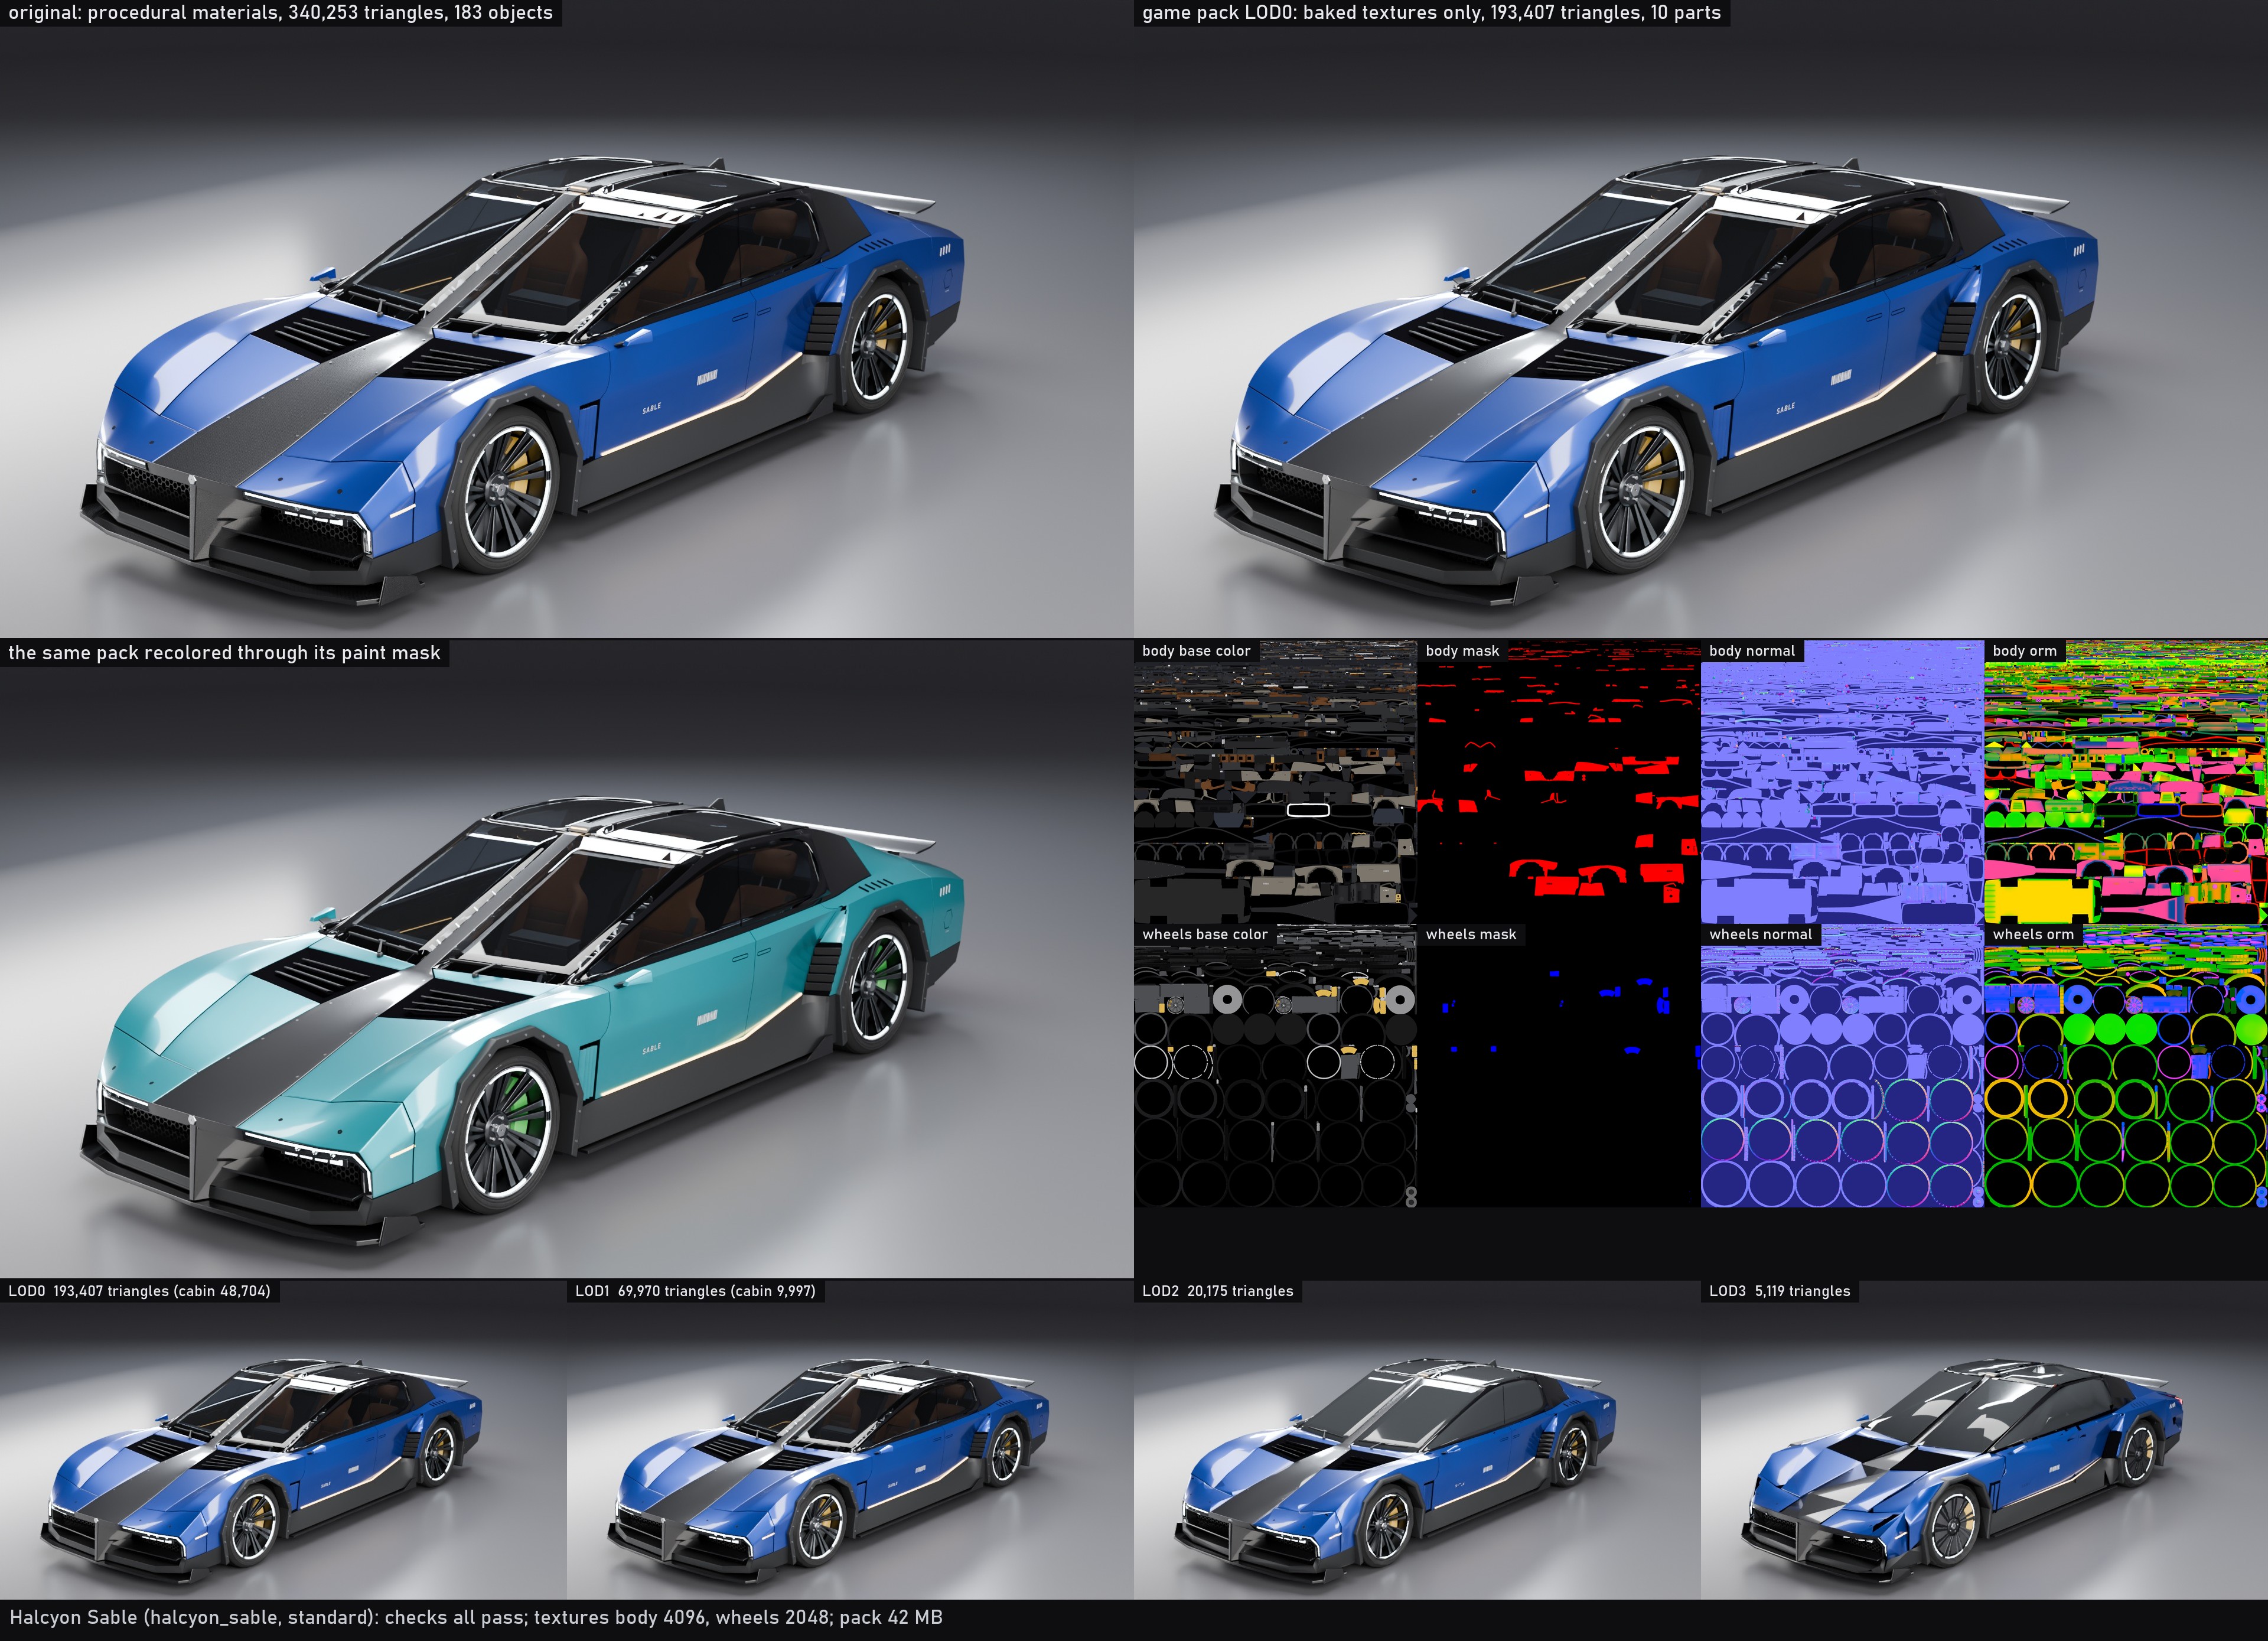 original: procedural materials, 340,253 triangles, 183 objects
game pack LOD0: baked textures only, 193,407 triangles, 10 parts
SABLE
SABLE
the same pack recolored through its paint mask
SABLE
body base color
body mask
body normal
body orm
wheels base color
wheels mask
wheels normal
wheels orm
LOD0 193,407 triangles (cabin 48,704)
LOD1 69,970 triangles (cabin 9,997)
LOD2 20,175 triangles
LOD3 5,119 triangles
Halcyon Sable (halcyon_sable, standard): checks all pass; textures body 4096, wheels 2048; pack 42 MB